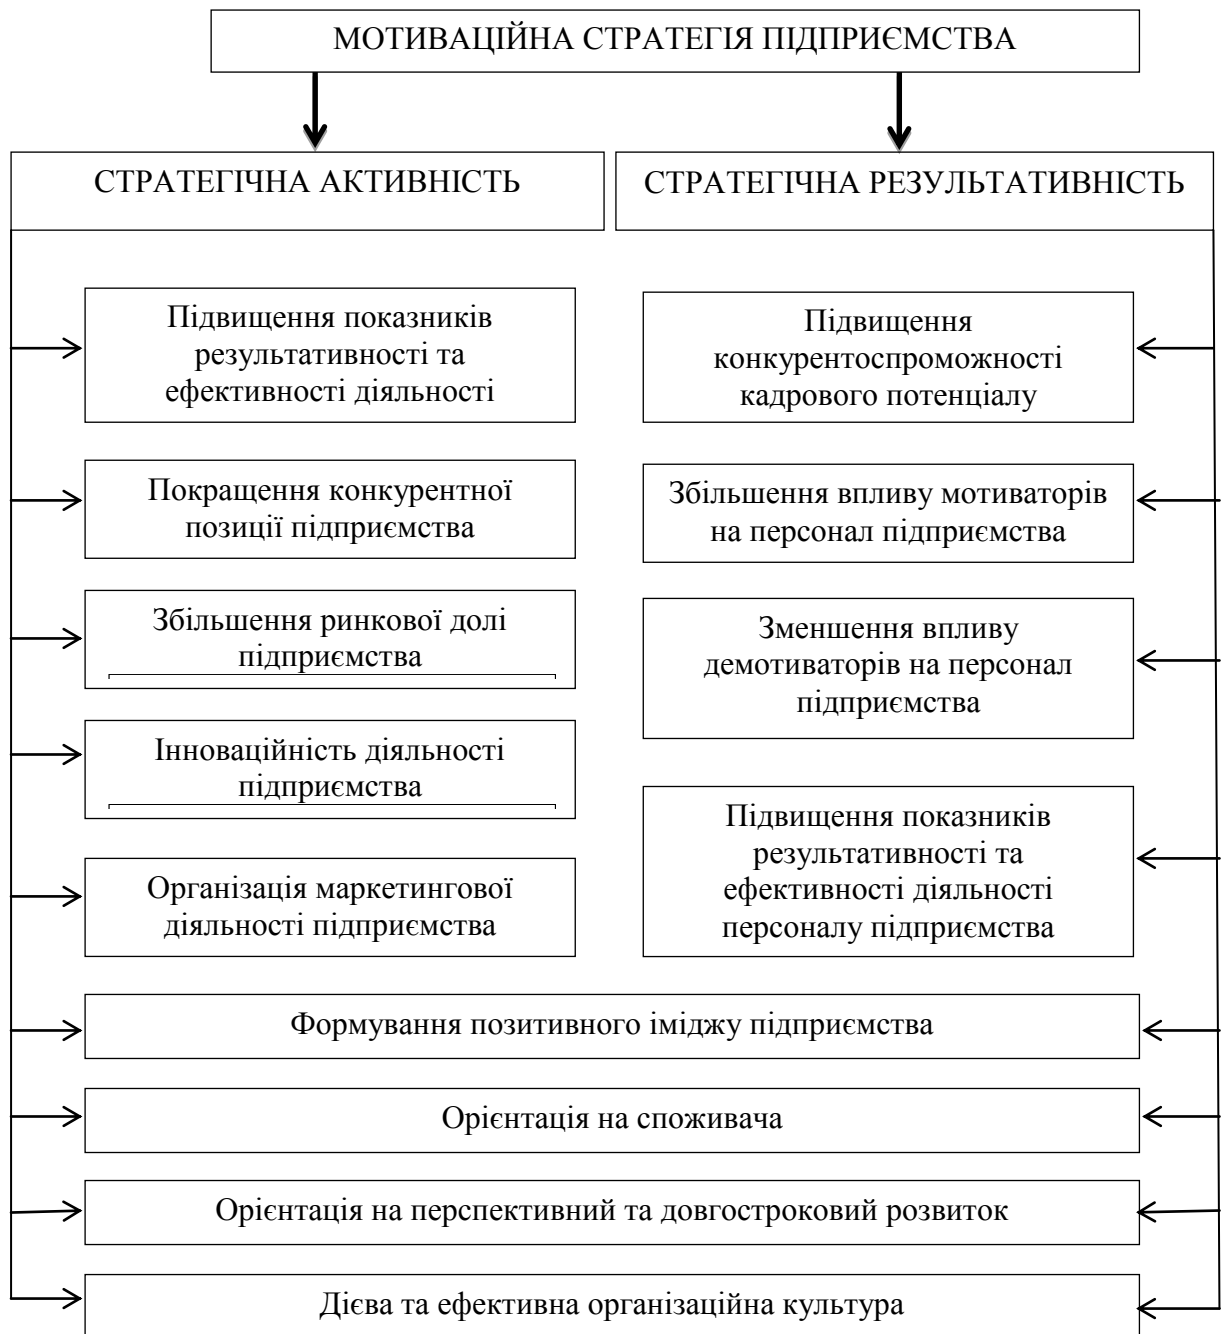 МОТИВАЦІЙНА СТРАТЕГІЯ ПІДПРИЄМСТВА
СТРАТЕГІЧНА АКТИВНІСТЬ
СТРАТЕГІЧНА РЕЗУЛЬТАТИВНІСТЬ
Підвищення показників
результативності та
ефективності діяльності
Покращення конкурентної
позиції підприємства
Збільшення ринкової долі
підприємства
Інноваційність діяльності
підприємства
Організація маркетингової
діяльності підприємства
Підвищення
конкурентоспроможності
кадрового потенціалу
Збільшення впливу мотиваторів
на персонал підприємства
Зменшення впливу
демотиваторів на персонал
підприємства
Підвищення показників
результативності та
ефективності діяльності
персоналу підприємства
Формування позитивного іміджу підприємства
Орієнтація на споживача
Орієнтація на перспективний та довгостроковий розвиток
Дієва та ефективна організаційна культура